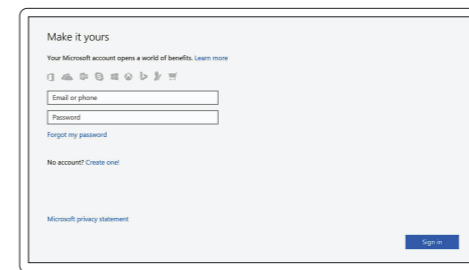 Make it yours
Your Microsoft account opens a world of benefits. Learn more
Email or phone
Password
Forgot my password
No account? Create one!
Microsoft privacy statement
Sign in